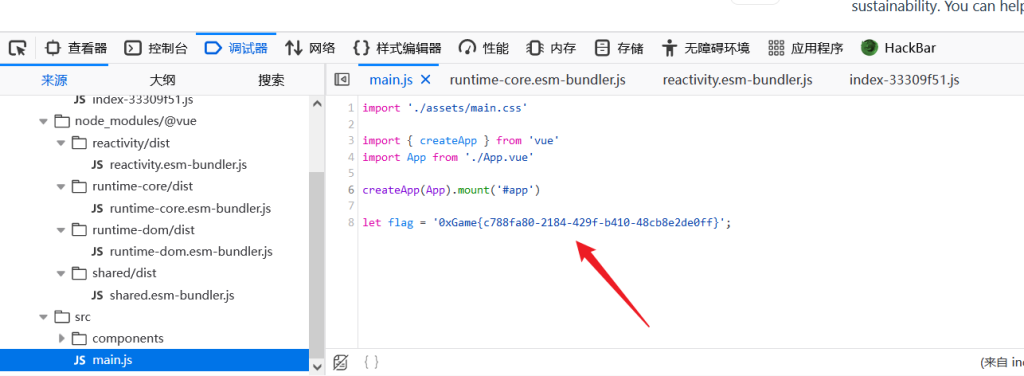 sustainability. You can help
查看器 控制台 调试器 网络 样式编辑器 性能 内存 存储 无障碍环境 应用程序 HackBar
来源 大纲 搜索
main.js runtime-core.esm-bundler.js reactivity.esm-bundler.js index-33309f51.js
JS index-33309f51.js
node_modules/@vue
reactivity/dist
JS reactivity.esm-bundler.js
runtime-core/dist
JS runtime-core.esm-bundler.js
runtime-dom/dist
JS runtime-dom.esm-bundler.js
shared/dist
JS shared.esm-bundler.js
src
components
JS main.js
1 import './assets/main.css'
2
3 import { createApp } from 'vue'
4 import App from './App.vue'
5
6 createApp(App).mount('#app')
7
8 let flag = '0xGame{c788fa80-2184-429f-b410-48cb8e2de0ff}';
{ } (来自 in